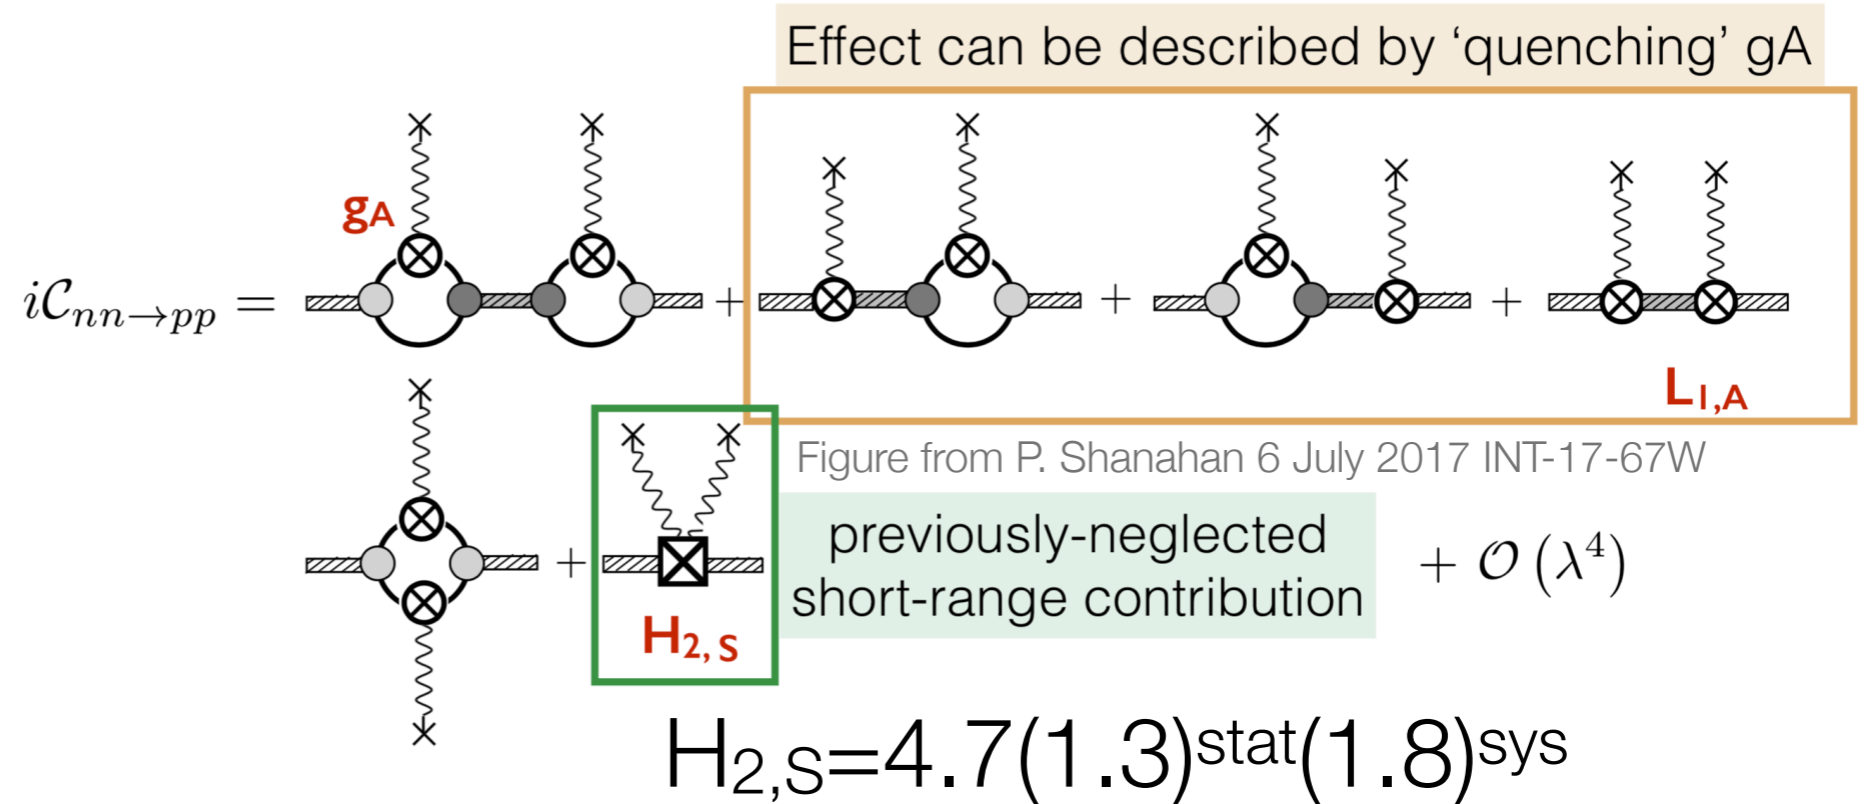 Effect can be described by ‘quenching’ gA
gA
iC_{nn→pp} = + + +
L_{1,A}
Figure from P. Shanahan 6 July 2017 INT-17-67W
+ previously-neglected
short-range contribution + O(λ⁴)
H_{2,S}
H_{2,S}=4.7(1.3)^{stat}(1.8)^{sys}